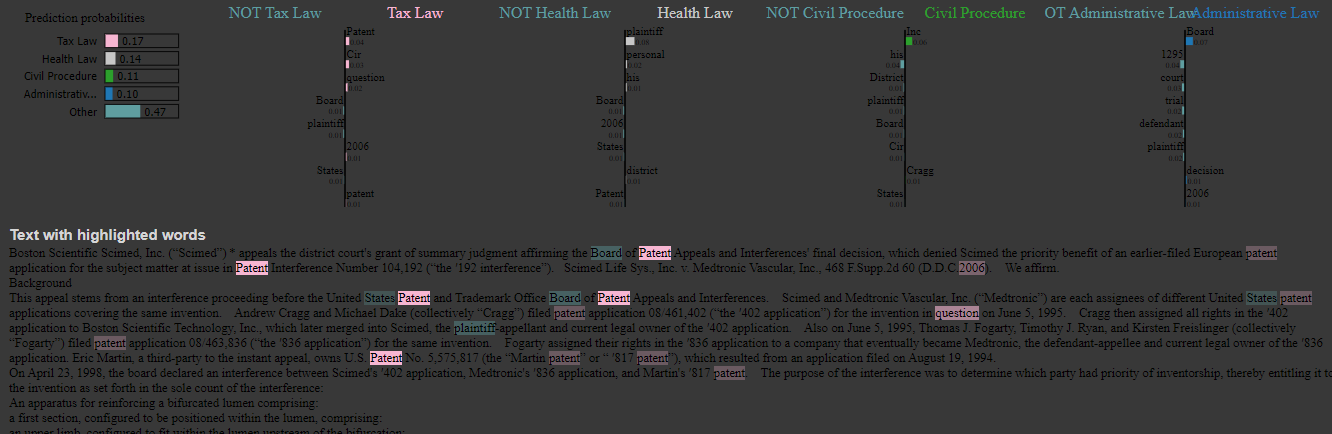 Prediction probabilities
Tax Law 0.17
Health Law 0.14
Civil Procedure 0.11
Administrativ... 0.10
Other 0.47
NOT Tax Law Tax Law
Patent
0.04
Cir
0.03
question
0.02
Board
0.01
plaintiff
0.01
2006
0.01
States
0.01
patent
0.01
NOT Health Law Health Law
plaintiff
0.08
personal
0.02
his
0.01
Board
0.01
2006
0.01
States
0.01
district
0.01
Patent
0.01
NOT Civil Procedure Civil Procedure
Inc
0.06
his
0.04
District
0.01
plaintiff
0.01
Board
0.01
Cir
0.01
Cragg
0.01
States
0.01
OT Administrative Law Administrative Law
Board
0.07
1295
0.04
court
0.03
trial
0.02
defendant
0.02
plaintiff
0.02
decision
0.01
2006
0.01
Text with highlighted words
Boston Scientific Scimed, Inc. (“Scimed”) * appeals the district court's grant of summary judgment affirming the Board of Patent Appeals and Interferences' final decision, which denied Scimed the priority benefit of an earlier-filed European patent
application for the subject matter at issue in Patent Interference Number 104,192 (“the '192 interference”). Scimed Life Sys., Inc. v. Medtronic Vascular, Inc., 468 F.Supp.2d 60 (D.D.C.2006). We affirm.
Background
This appeal stems from an interference proceeding before the United States Patent and Trademark Office Board of Patent Appeals and Interferences. Scimed and Medtronic Vascular, Inc. (“Medtronic”) are each assignees of different United States patent
applications covering the same invention. Andrew Cragg and Michael Dake (collectively “Cragg”) filed patent application 08/461,402 (“the '402 application”) for the invention in question on June 5, 1995. Cragg then assigned all rights in the '402
application to Boston Scientific Technology, Inc., which later merged into Scimed, the plaintiff-appellant and current legal owner of the '402 application. Also on June 5, 1995, Thomas J. Fogarty, Timothy J. Ryan, and Kirsten Freislinger (collectively
“Fogarty”) filed patent application 08/463,836 (“the '836 application”) for the same invention. Fogarty assigned their rights in the '836 application to a company that eventually became Medtronic, the defendant-appellee and current legal owner of the '836
application. Eric Martin, a third-party to the instant appeal, owns U.S. Patent No. 5,575,817 (the “Martin patent” or “ '817 patent”), which resulted from an application filed on August 19, 1994.
On April 23, 1998, the board declared an interference between Scimed's '402 application, Medtronic's '836 application, and Martin's '817 patent. The purpose of the interference was to determine which party had priority of inventorship, thereby entitling it to
the invention as set forth in the sole count of the interference:
An apparatus for reinforcing a bifurcated lumen comprising:
a first section, configured to be positioned within the lumen, comprising:
an upper limb, configured to fit within the lumen upstream of the bifurcation;